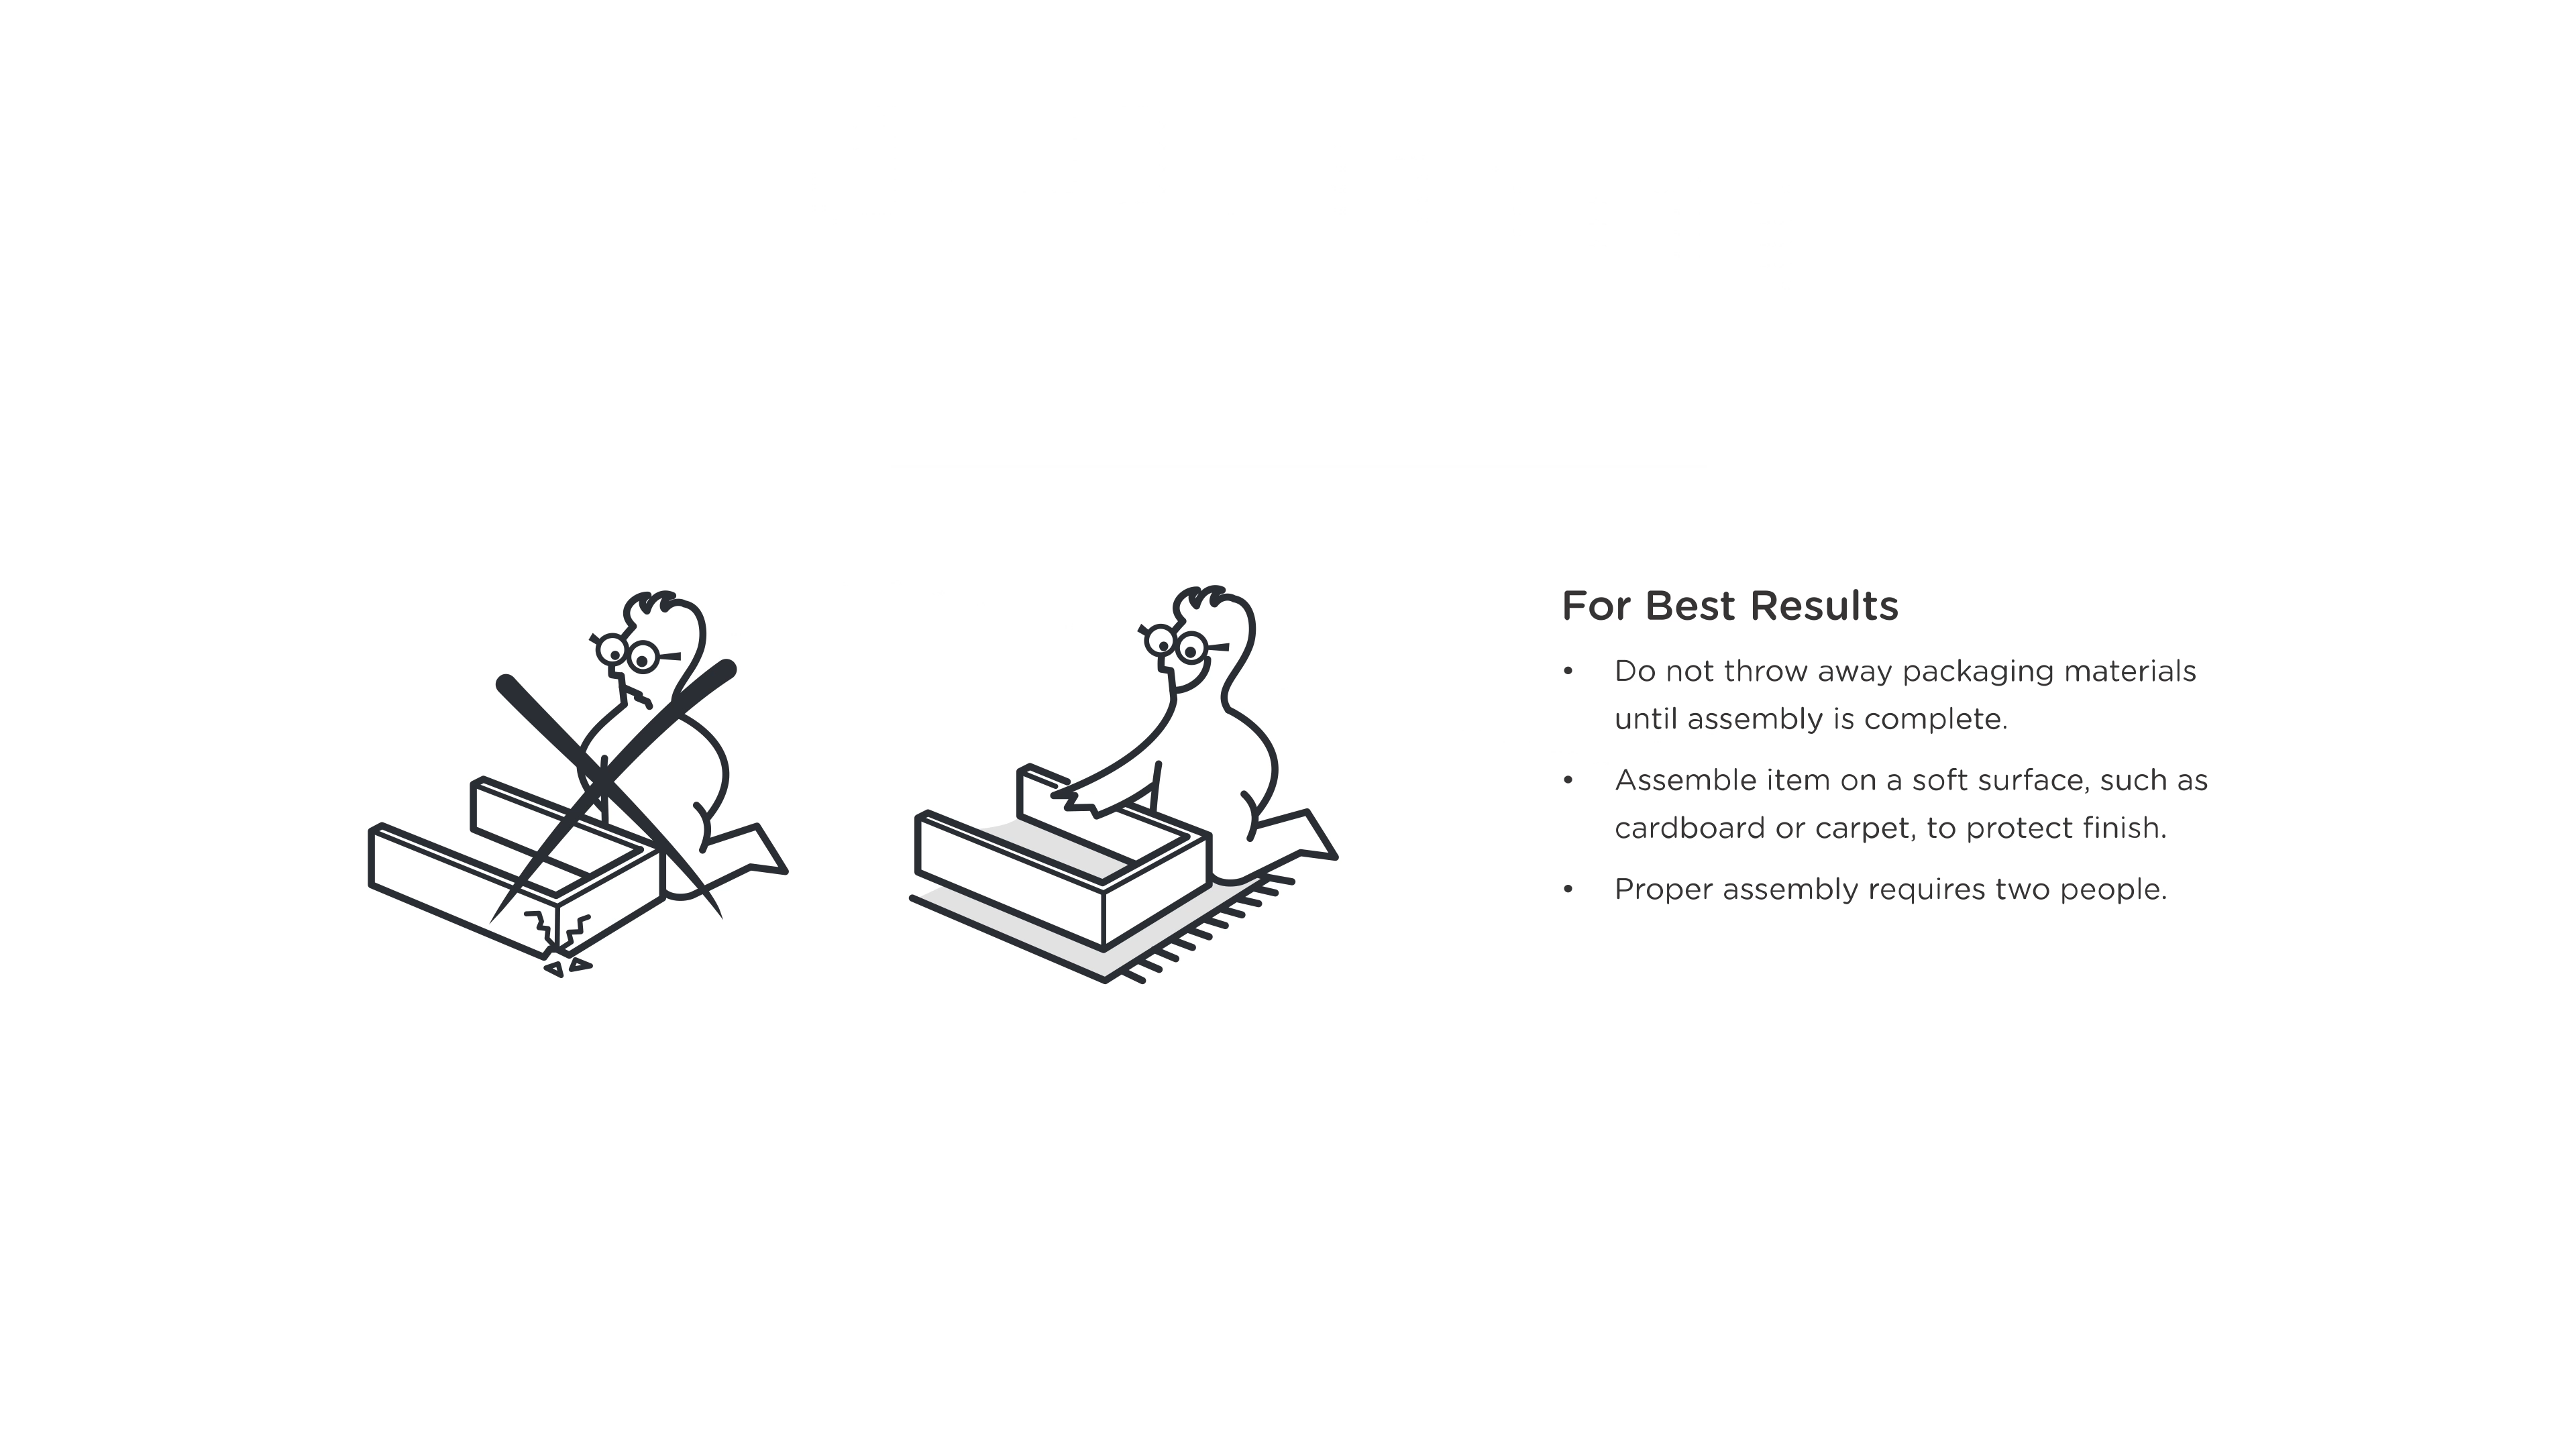 For Best Results
• Do not throw away packaging materials
until assembly is complete.
• Assemble item on a soft surface, such as
cardboard or carpet, to protect finish.
• Proper assembly requires two people.